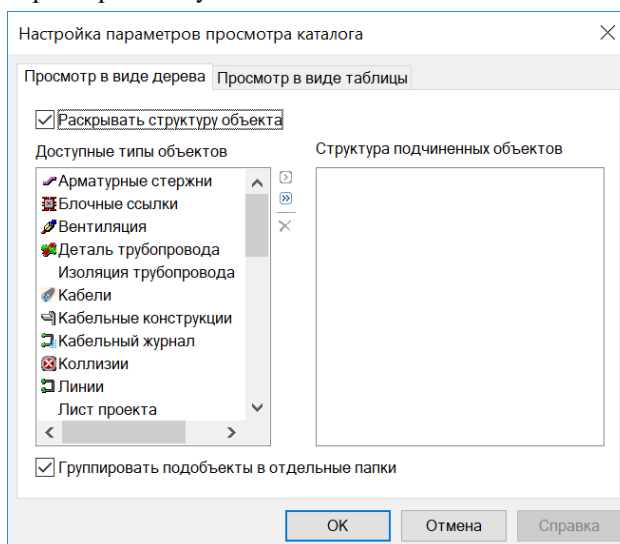 Настройка параметров просмотра каталога
Просмотр в виде дерева Просмотр в виде таблицы
Раскрывать структуру объекта
Доступные типы объектов
Структура подчиненных объектов
Арматурные стержни
Блочные ссылки
Вентиляция
Деталь трубопровода
Изоляция трубопровода
Кабели
Кабельные конструкции
Кабельный журнал
Коллизии
Линии
Лист проекта
Группировать подобъекты в отдельные папки
OK Отмена Справка